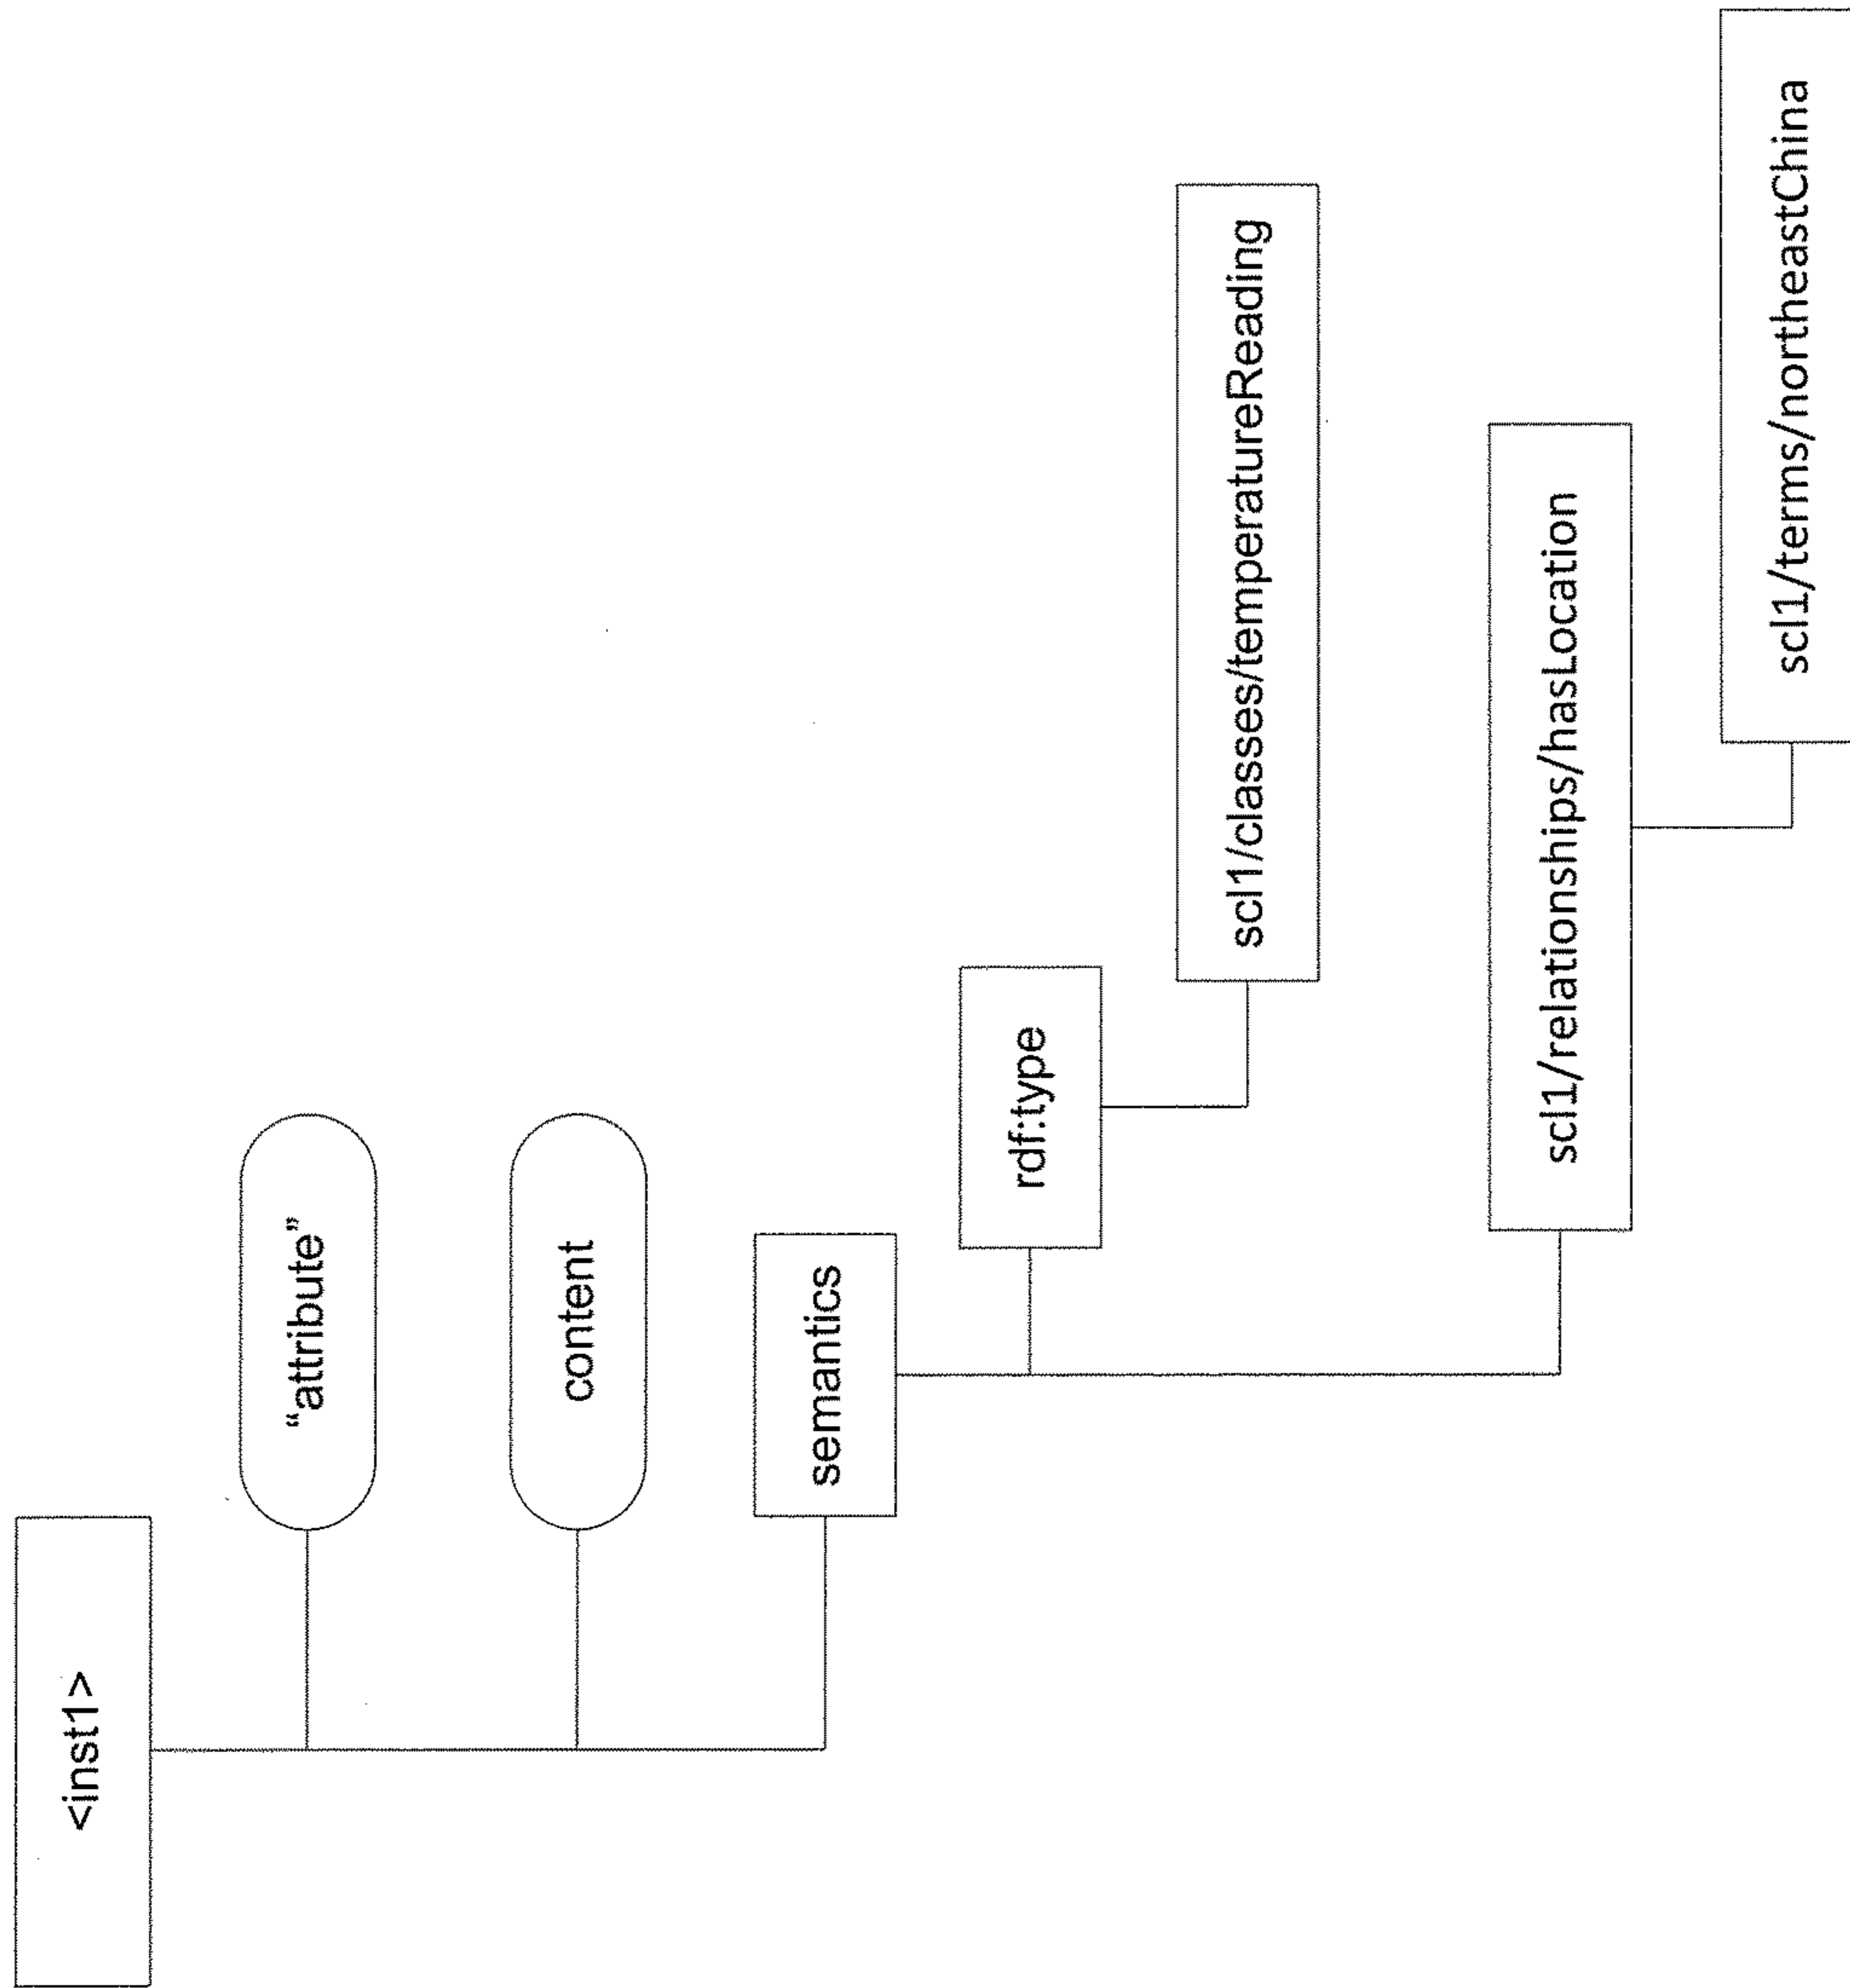 <inst1>
“attribute”
content
semantics
rdf:type
scl1/classes/temperatureReading
scl1/relationships/hasLocation
scl1/terms/northeastChina